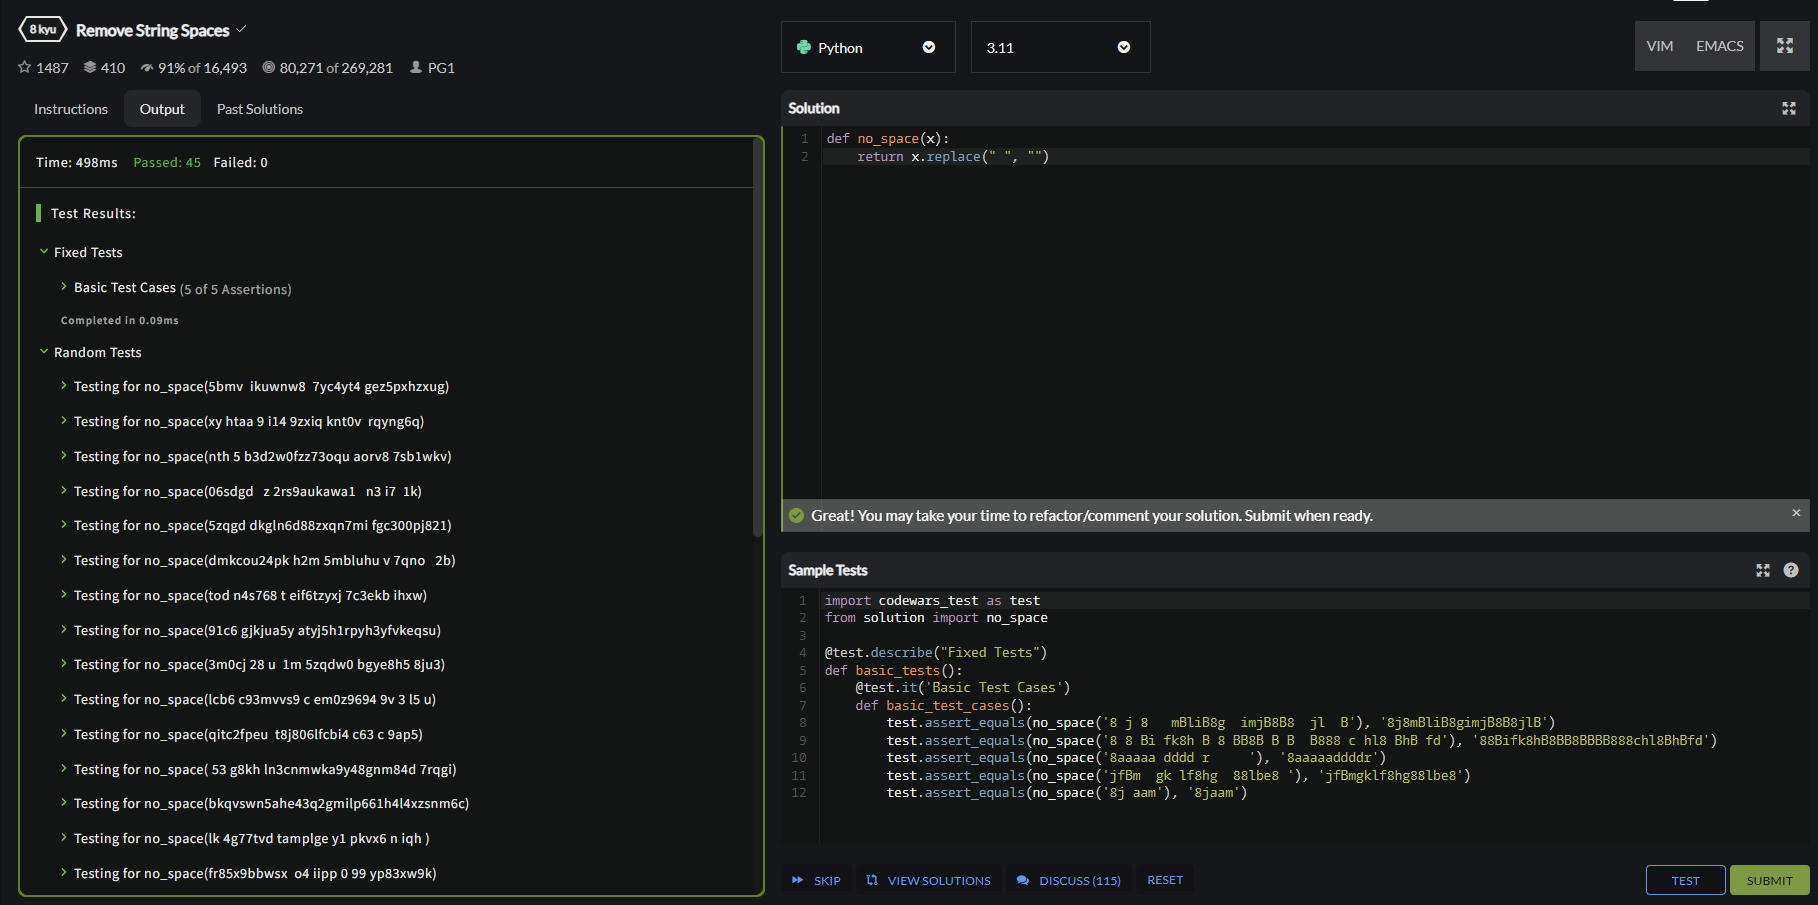 8 kyu Remove String Spaces
1487 410 91% of 16,493 80,271 of 269,281 PG1
Instructions Output Past Solutions
Time: 498ms Passed: 45 Failed: 0
Test Results:
Fixed Tests
Basic Test Cases (5 of 5 Assertions)
Completed in 0.09ms
Random Tests
Testing for no_space(5bmv  ikuwnw8  7yc4yt4 gez5pxhzxug)
Testing for no_space(xy htaa 9 i14 9zxiq knt0v  rqyng6q)
Testing for no_space(nth 5 b3d2w0fzz73oqu aorv8 7sb1wkv)
Testing for no_space(06sdgd   z 2rs9aukawa1   n3 i7  1k)
Testing for no_space(5zqgd dkgln6d88zxqn7mi fgc300pj821)
Testing for no_space(dmkcou24pk h2m 5mbluhu v 7qno   2b)
Testing for no_space(tod n4s768 t eif6tzyxj 7c3ekb ihxw)
Testing for no_space(91c6 gjkjua5y atyj5h1rpyh3yfvkeqsu)
Testing for no_space(3m0cj 28 u  1m 5zqdw0 bgye8h5 8ju3)
Testing for no_space(lcb6 c93mvvs9 c em0z9694 9v 3 l5 u)
Testing for no_space(qitc2fpeu  t8j806lfcbi4 c63 c 9ap5)
Testing for no_space( 53 g8kh ln3cnmwka9y48gnm84d 7rqgi)
Testing for no_space(bkqvswn5ahe43q2gmilp661h4l4xzsnm6c)
Testing for no_space(lk 4g77tvd tamplge y1 pkvx6 n iqh )
Testing for no_space(fr85x9bbwsx  o4 iipp 0 99 yp83xw9k)
Python 3.11 VIM EMACS
Solution
1 def no_space(x):
2     return x.replace(" ", "")
Great! You may take your time to refactor/comment your solution. Submit when ready. ×
Sample Tests ?
1 import codewars_test as test
2 from solution import no_space
3
4 @test.describe("Fixed Tests")
5 def basic_tests():
6     @test.it('Basic Test Cases')
7     def basic_test_cases():
8         test.assert_equals(no_space('8 j 8   mBliB8g  imjB8B8  jl  B'), '8j8mBliB8gimjB8B8jlB')
9         test.assert_equals(no_space('8 8 Bi fk8h B 8 BB8B B B  B888 c hl8 BhB fd'), '88Bifk8hB8BB8BBBB888chl8BhBfd')
10         test.assert_equals(no_space('8aaaaa dddd r     '), '8aaaaaddddr')
11         test.assert_equals(no_space('jfBm  gk lf8hg  88lbe8 '), 'jfBmgklf8hg88lbe8')
12         test.assert_equals(no_space('8j aam'), '8jaam')
SKIP VIEW SOLUTIONS DISCUSS (115) RESET TEST SUBMIT